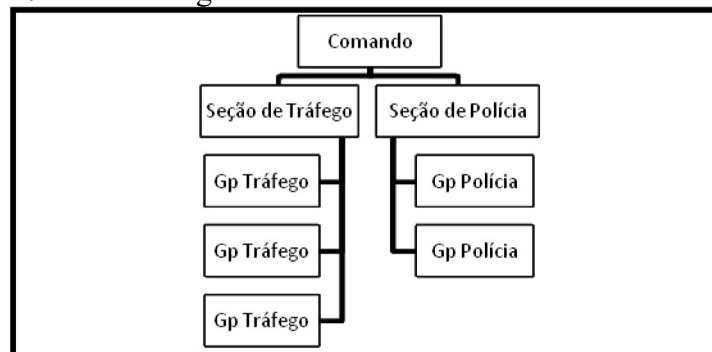 Comando
Seção de Tráfego
Seção de Polícia
Gp Tráfego
Gp Polícia
Gp Tráfego
Gp Polícia
Gp Tráfego